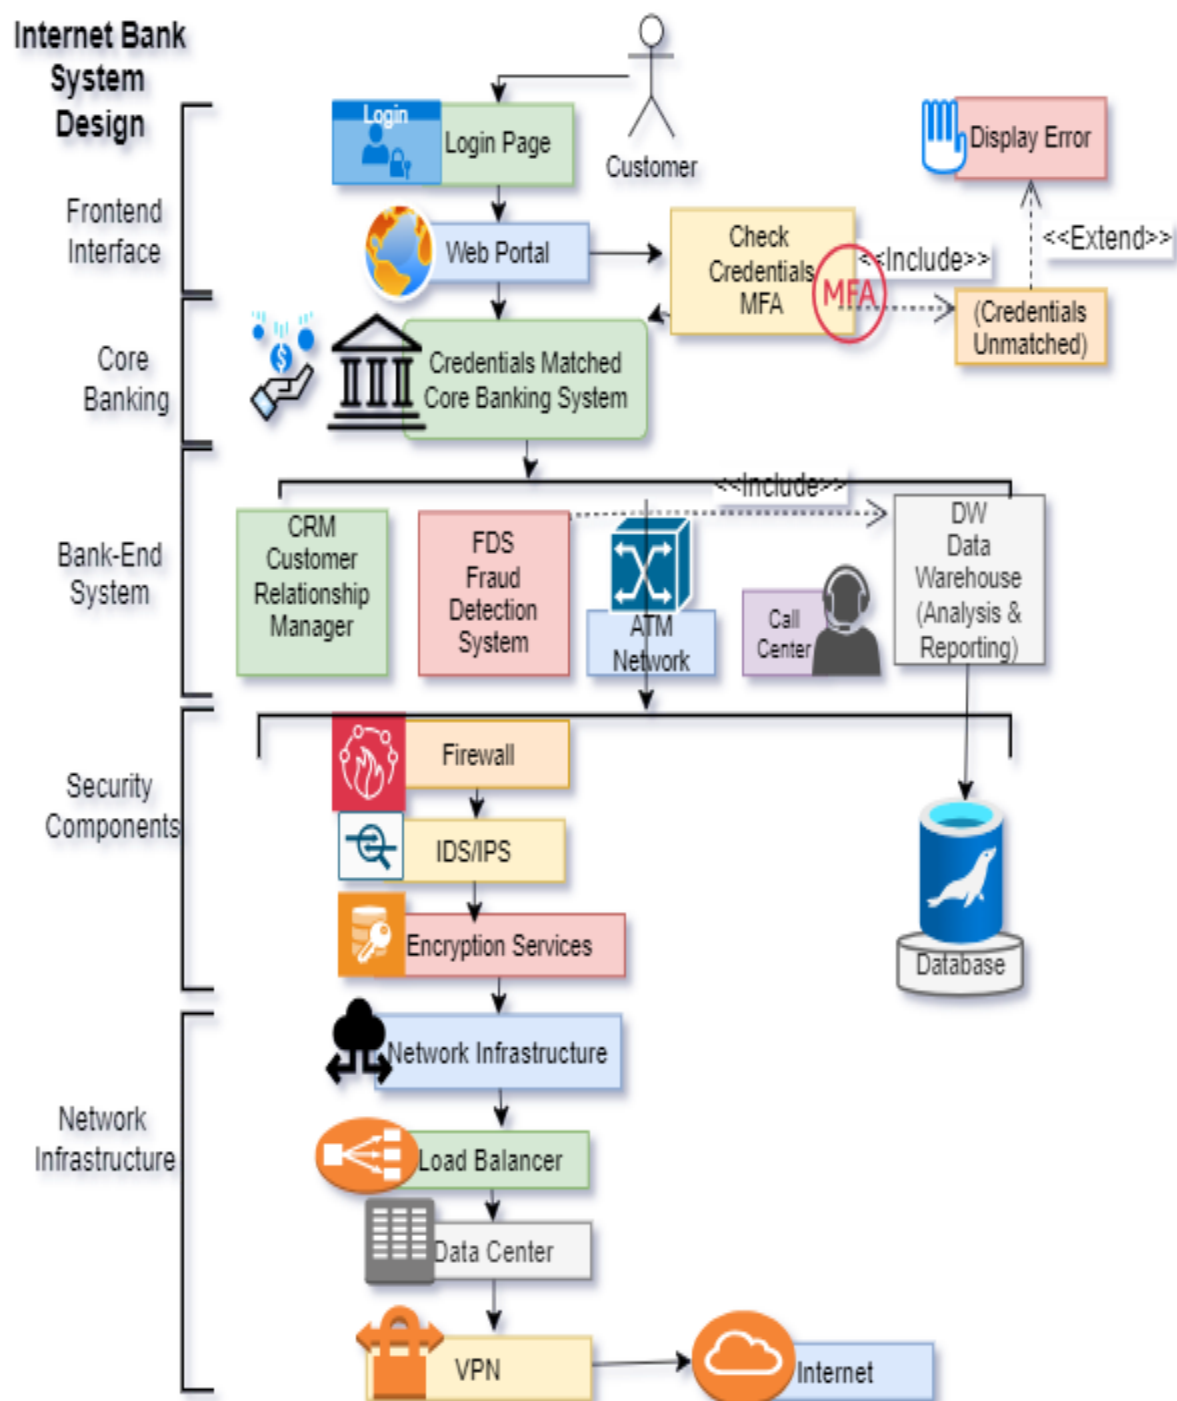 Internet Bank
System
Design
Login
Login Page
Customer
Display Error
Frontend
Interface
Web Portal
Check
Credentials
MFA
MFA
<<Include>>
<<Extend>>
(Credentials
Unmatched)
Core
Banking
$
Credentials Matched
Core Banking System
Bank-End
System
<<Include>>
CRM
Customer
Relationship
Manager
FDS
Fraud
Detection
System
ATM
Network
Call
Center
DW
Data
Warehouse
(Analysis &
Reporting)
Security
Components
Firewall
IDS/IPS
Encryption Services
Database
Network
Infrastructure
Network Infrastructure
Load Balancer
Data Center
VPN
Internet